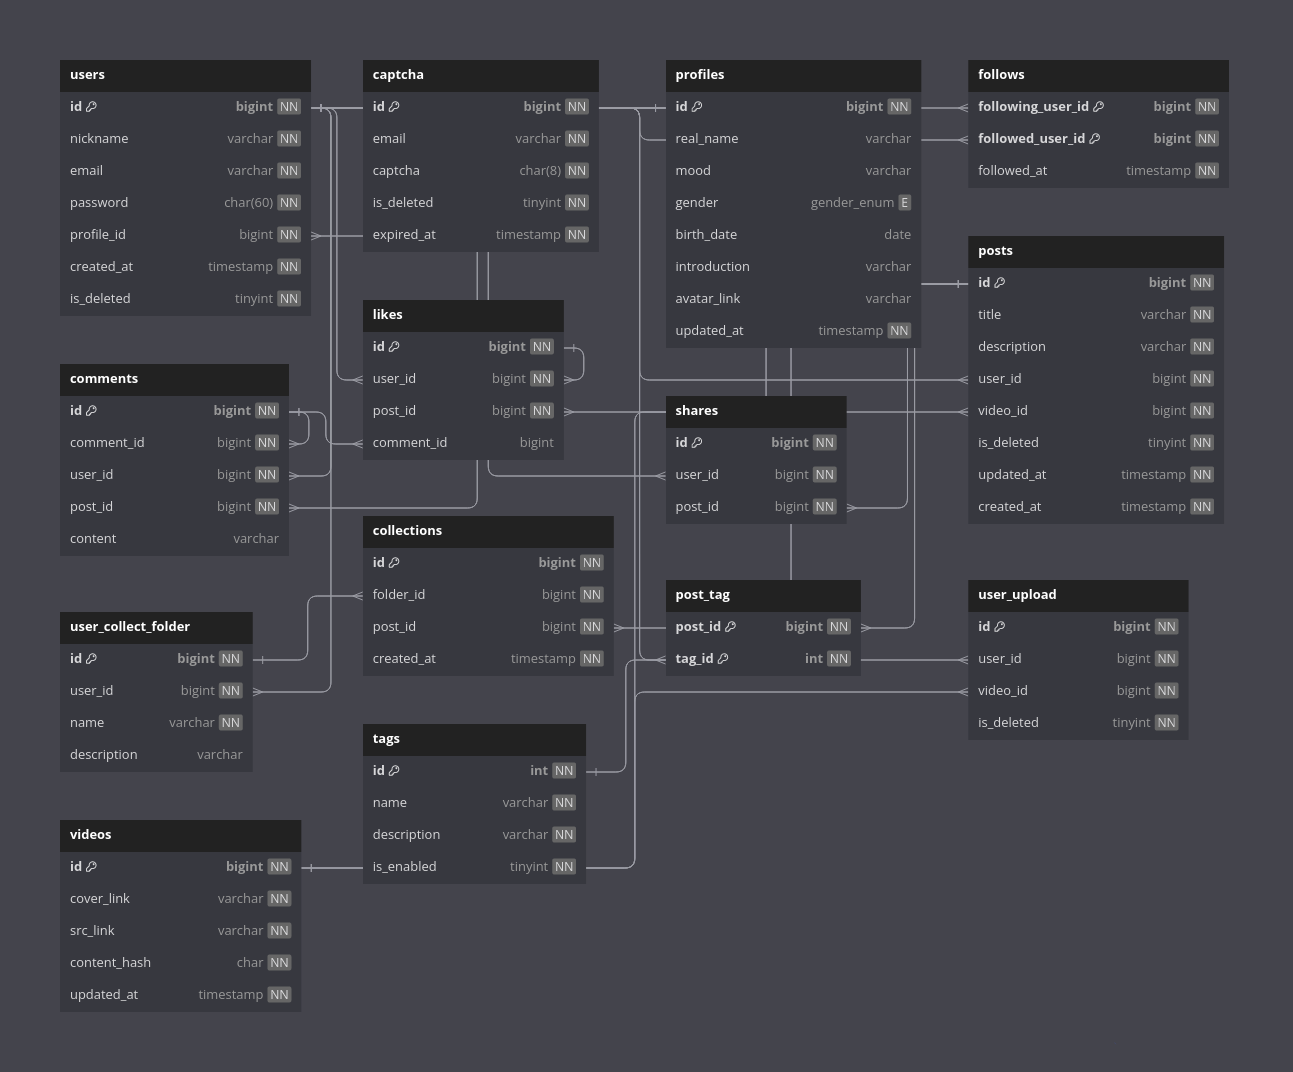 users
id bigint NN
nickname varchar NN
email varchar NN
password char(60) NN
profile_id bigint NN
created_at timestamp NN
is_deleted tinyint NN
captcha
id bigint NN
email varchar NN
captcha char(8) NN
is_deleted tinyint NN
expired_at timestamp NN
profiles
id bigint NN
real_name varchar
mood varchar
gender gender_enum E
birth_date date
introduction varchar
avatar_link varchar
updated_at timestamp NN
follows
following_user_id bigint NN
followed_user_id bigint NN
followed_at timestamp NN
posts
id bigint NN
title varchar NN
description varchar NN
user_id bigint NN
video_id bigint NN
is_deleted tinyint NN
updated_at timestamp NN
created_at timestamp NN
likes
id bigint NN
user_id bigint NN
post_id bigint NN
comment_id bigint
comments
id bigint NN
comment_id bigint NN
user_id bigint NN
post_id bigint NN
content varchar
shares
id bigint NN
user_id bigint NN
post_id bigint NN
collections
id bigint NN
folder_id bigint NN
post_id bigint NN
created_at timestamp NN
post_tag
post_id bigint NN
tag_id int NN
user_upload
id bigint NN
user_id bigint NN
video_id bigint NN
is_deleted tinyint NN
user_collect_folder
id bigint NN
user_id bigint NN
name varchar NN
description varchar
tags
id int NN
name varchar NN
description varchar NN
is_enabled tinyint NN
videos
id bigint NN
cover_link varchar NN
src_link varchar NN
content_hash char NN
updated_at timestamp NN